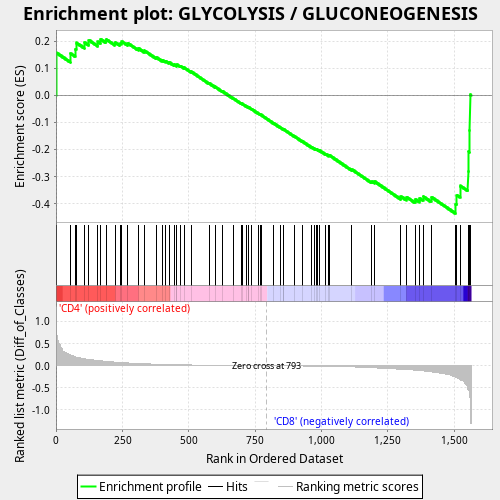 Enrichment plot: GLYCOLYSIS / GLUCONEOGENESIS
Enrichment score (ES)
0.2
0.1
0.0
-0.1
-0.2
-0.3
-0.4
'CD4' (positively correlated)
Ranked list metric (Diff_of_Classes)
1.0
0.5
0.0
-0.5
-1.0
Zero cross at 793
'CD8' (negatively correlated)
0
250
500
750
1,000
1,250
1,500
Rank in Ordered Dataset
Enrichment profile
Hits
Ranking metric scores